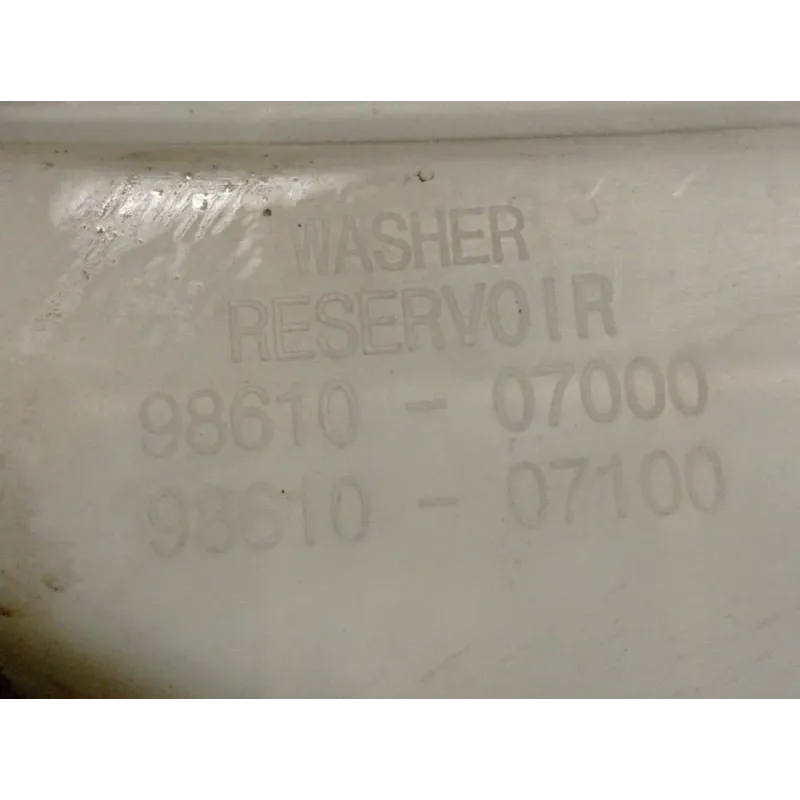 WASHER
RESERVOIR
98610 - 07000
98610 - 07100